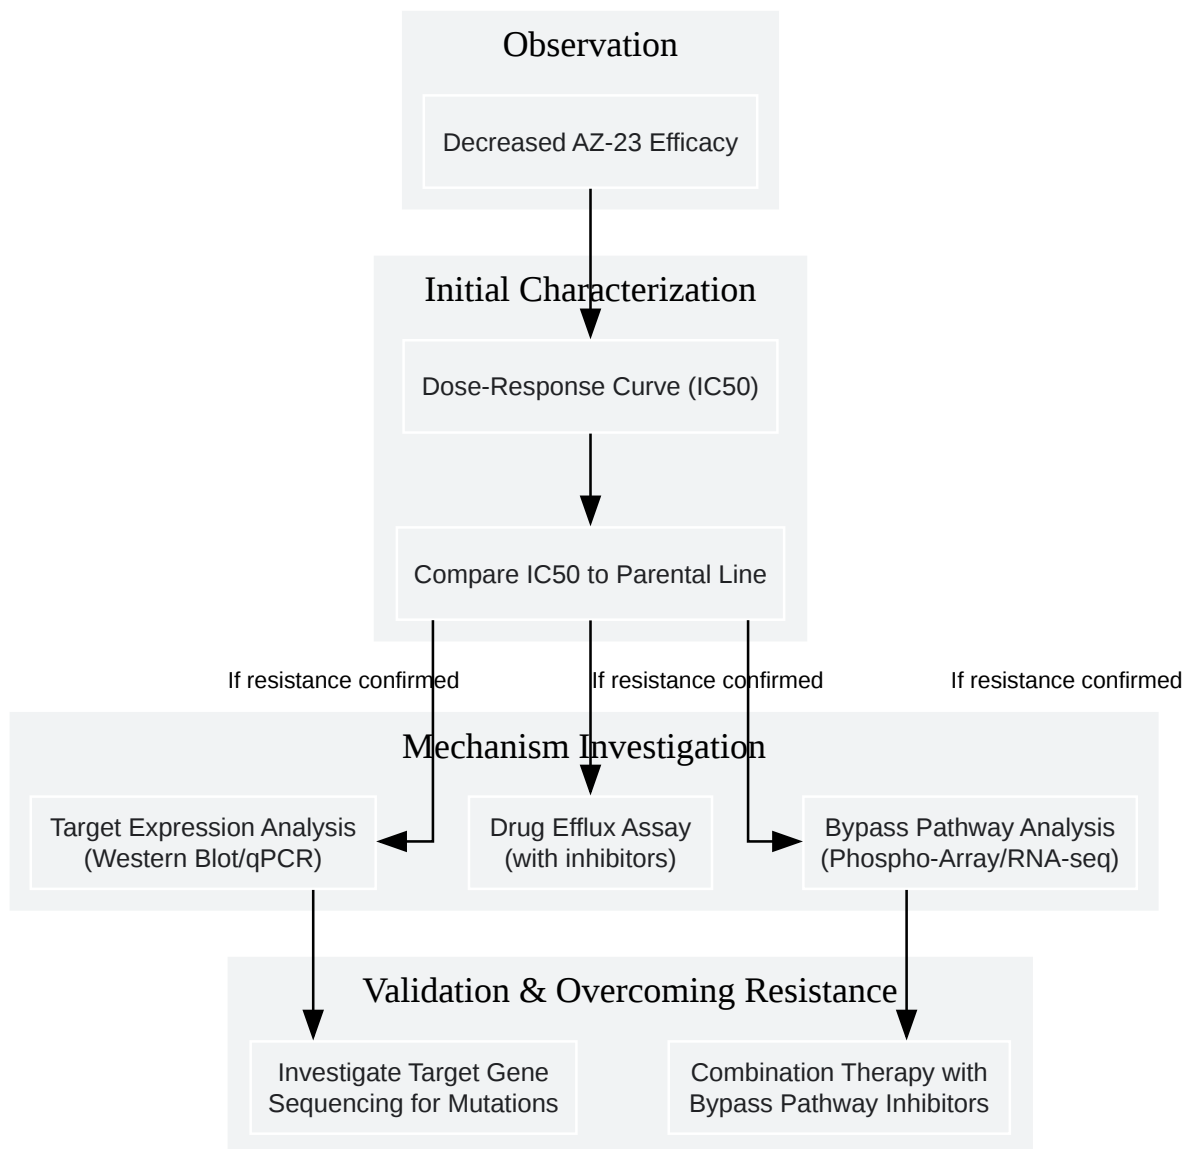 Observation
Decreased AZ-23 Efficacy
Initial Characterization
Dose-Response Curve (IC50)
Compare IC50 to Parental Line
If resistance confirmed
If resistance confirmed
If resistance confirmed
Mechanism Investigation
Target Expression Analysis
(Western Blot/qPCR)
Drug Efflux Assay
(with inhibitors)
Bypass Pathway Analysis
(Phospho-Array/RNA-seq)
Validation & Overcoming Resistance
Investigate Target Gene
Sequencing for Mutations
Combination Therapy with
Bypass Pathway Inhibitors